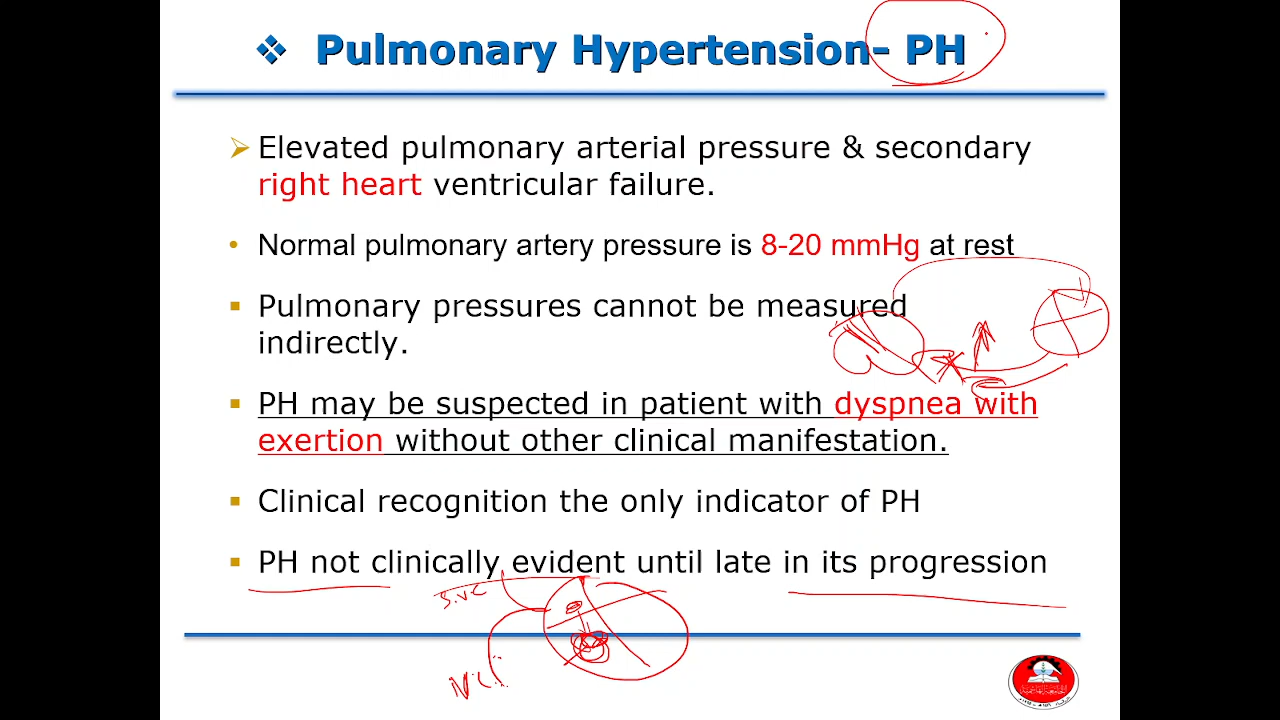 ❖ Pulmonary Hypertension- PH
➢ Elevated pulmonary arterial pressure & secondary
right heart ventricular failure.
• Normal pulmonary artery pressure is 8-20 mmHg at rest
▪ Pulmonary pressures cannot be measured
indirectly.
▪ PH may be suspected in patient with dyspnea with
exertion without other clinical manifestation.
▪ Clinical recognition the only indicator of PH
▪ PH not clinically evident until late in its progression
S.VC